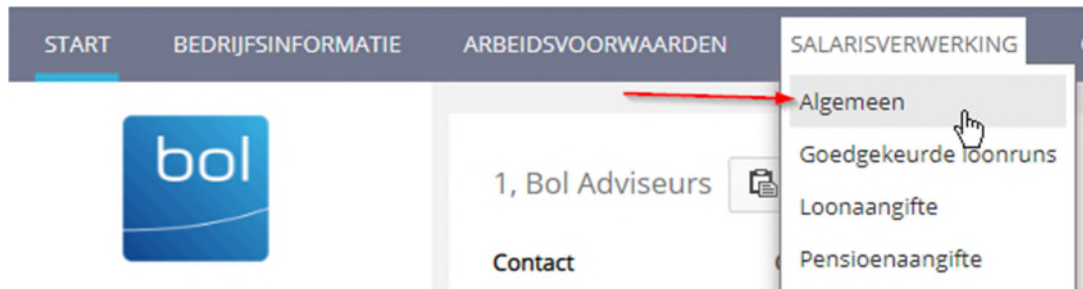 START BEDRIJFSINFORMATIE ARBEIDSVOORWAARDEN SALARISVERWERKING
Algemeen
Goedgekeurde loonruns
Loonaangifte
Pensioenaangifte
bol
1, Bol Adviseurs
Contact